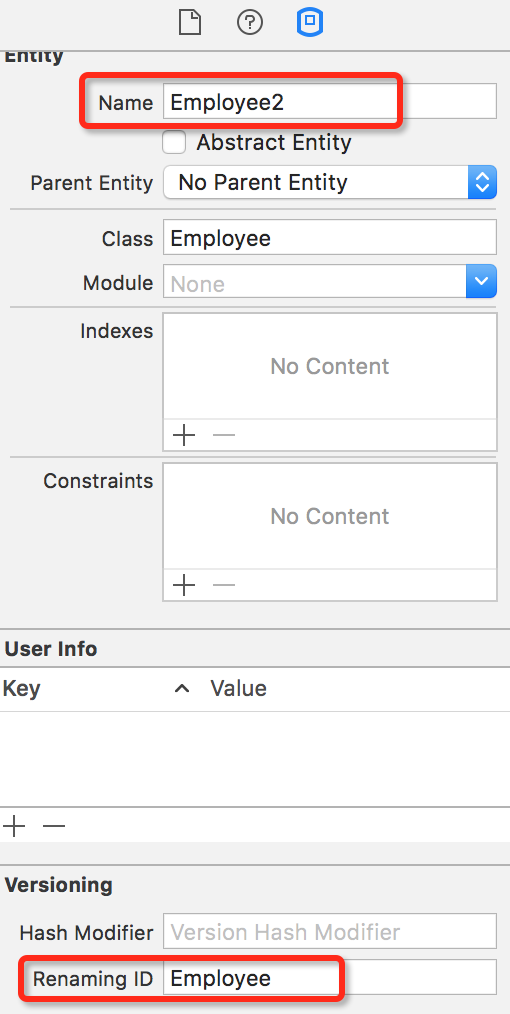 Entity
Name Employee2
Abstract Entity
Parent Entity No Parent Entity
Class Employee
Module None
Indexes
No Content
Constraints
No Content
User Info
Key Value
Versioning
Hash Modifier Version Hash Modifier
Renaming ID Employee